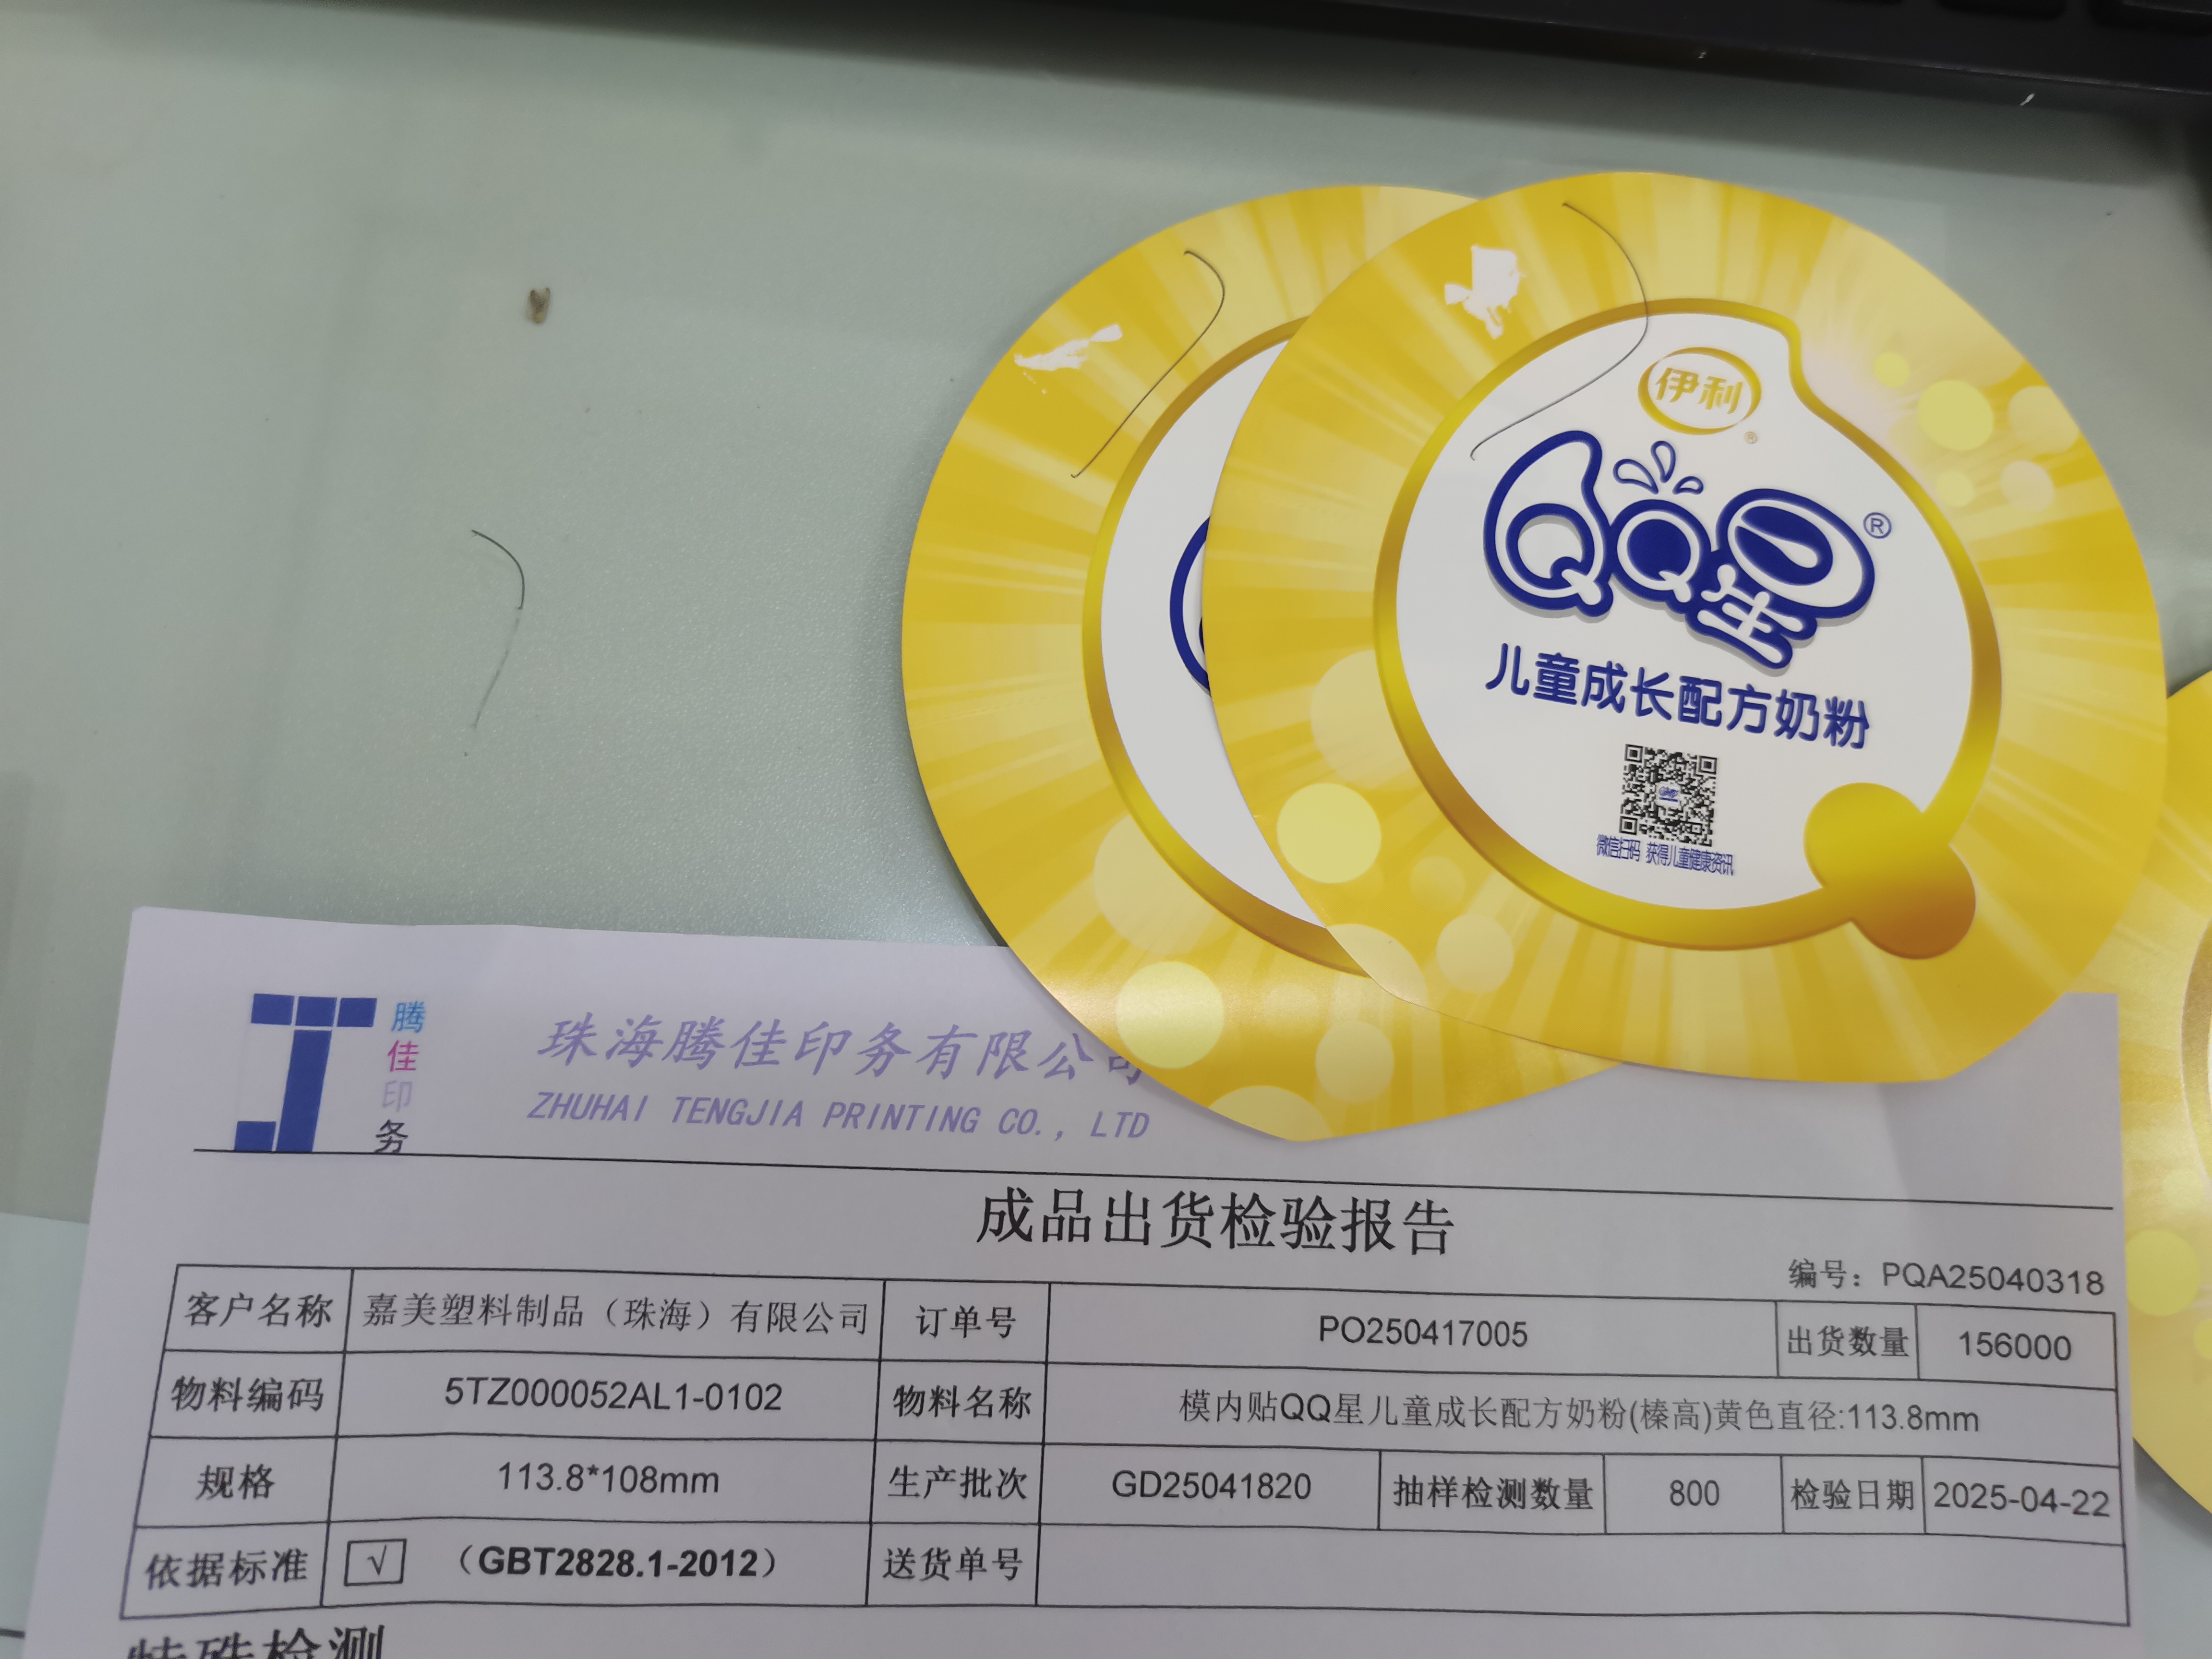 伊利
®
QQ星®
儿童成长配方奶粉
微信扫码 获得儿童健康资讯
腾佳印务
珠海腾佳印务有限公司
ZHUHAI TENGJIA PRINTING CO., LTD
成品出货检验报告
编号：PQA25040318
客户名称 嘉美塑料制品（珠海）有限公司 订单号 PO250417005 出货数量 156000
物料编码 5TZ000052AL1-0102 物料名称 模内贴QQ星儿童成长配方奶粉(榛高)黄色直径:113.8mm
规格 113.8*108mm 生产批次 GD25041820 抽样检测数量 800 检验日期 2025-04-22
依据标准 √ （GBT2828.1-2012） 送货单号
特殊检测